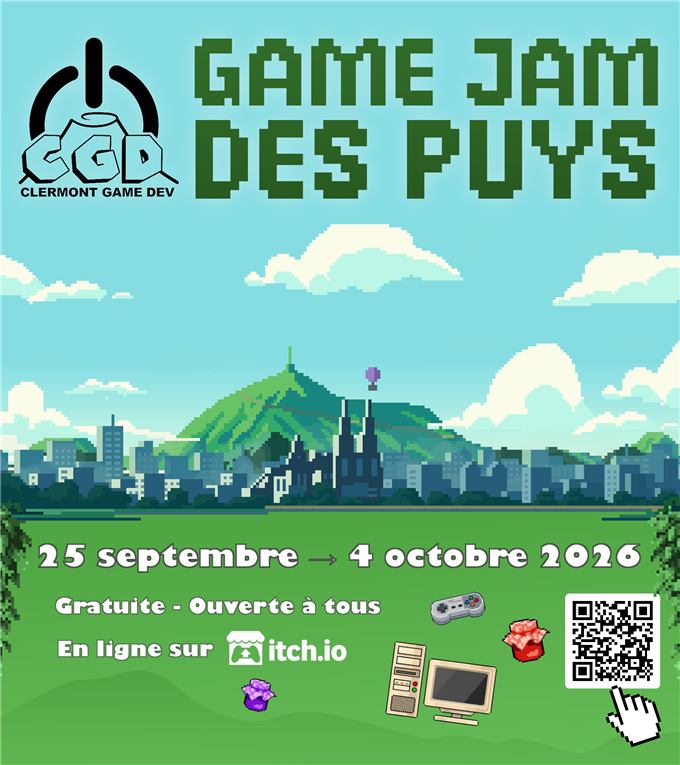 GAME JAM
DES PUYS
CGD
CLERMONT GAME DEV
25 septembre → 4 octobre 2026
Gratuite - Ouverte à tous
En ligne sur itch.io